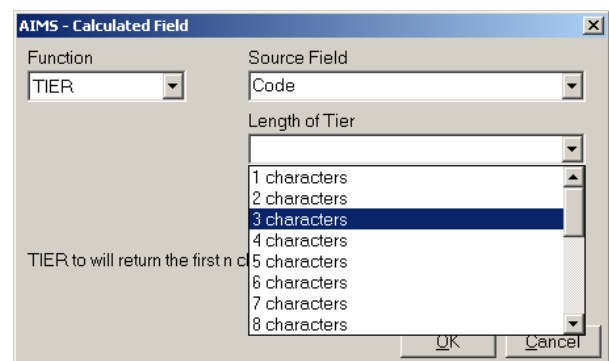 AIMS - Calculated Field
Function
Source Field
TIER
Code
Length of Tier
1 characters
2 characters
3 characters
4 characters
TIER to will return the first n
5 characters
6 characters
7 characters
8 characters
OK
Cancel